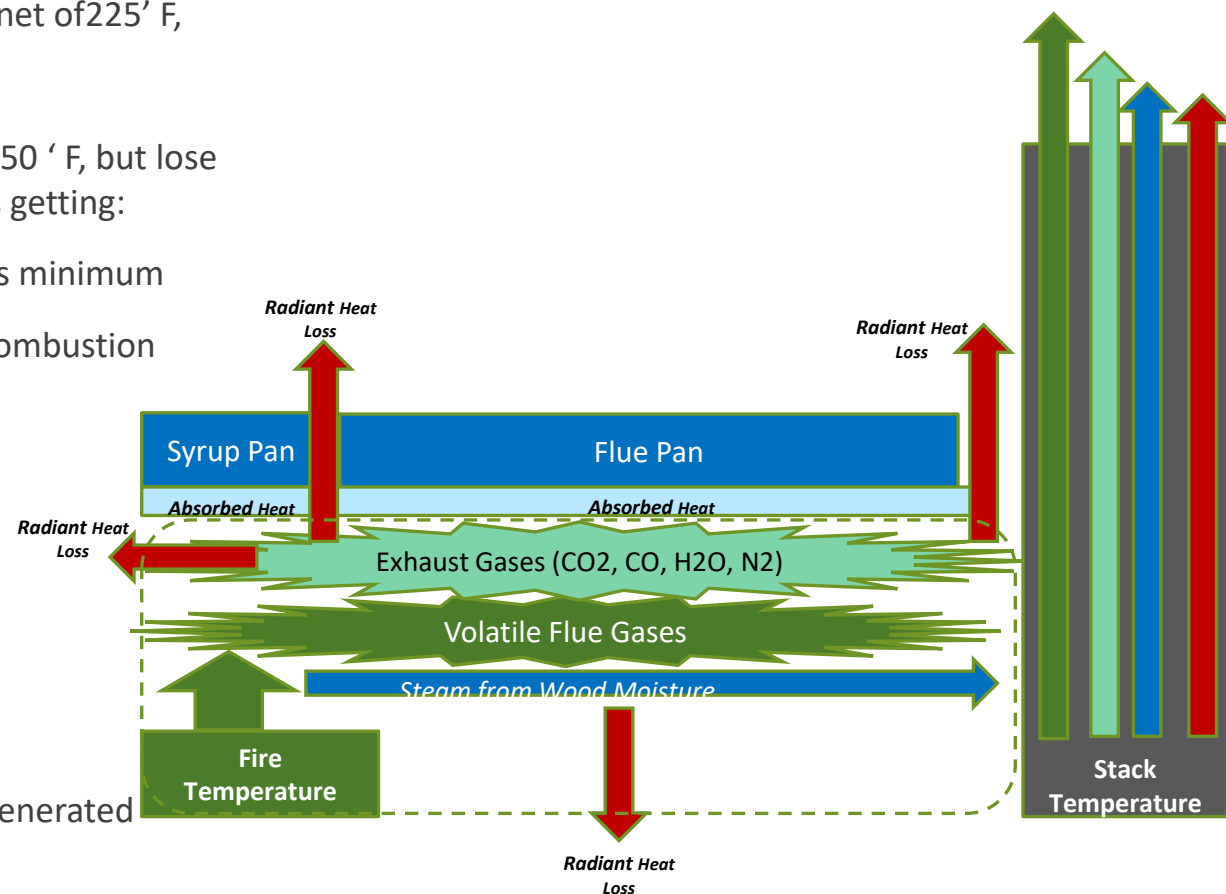 net of225’ F,
50 ‘ F, but lose
getting:
s minimum
ombustion
Radiant Heat
Loss
Radiant Heat
Loss
Syrup Pan
Flue Pan
Absorbed Heat
Absorbed Heat
Radiant Heat
Loss
Exhaust Gases (CO2, CO, H2O, N2)
Volatile Flue Gases
Steam from Wood Moisture
Fire
Temperature
Stack
Temperature
enerated
Radiant Heat
Loss